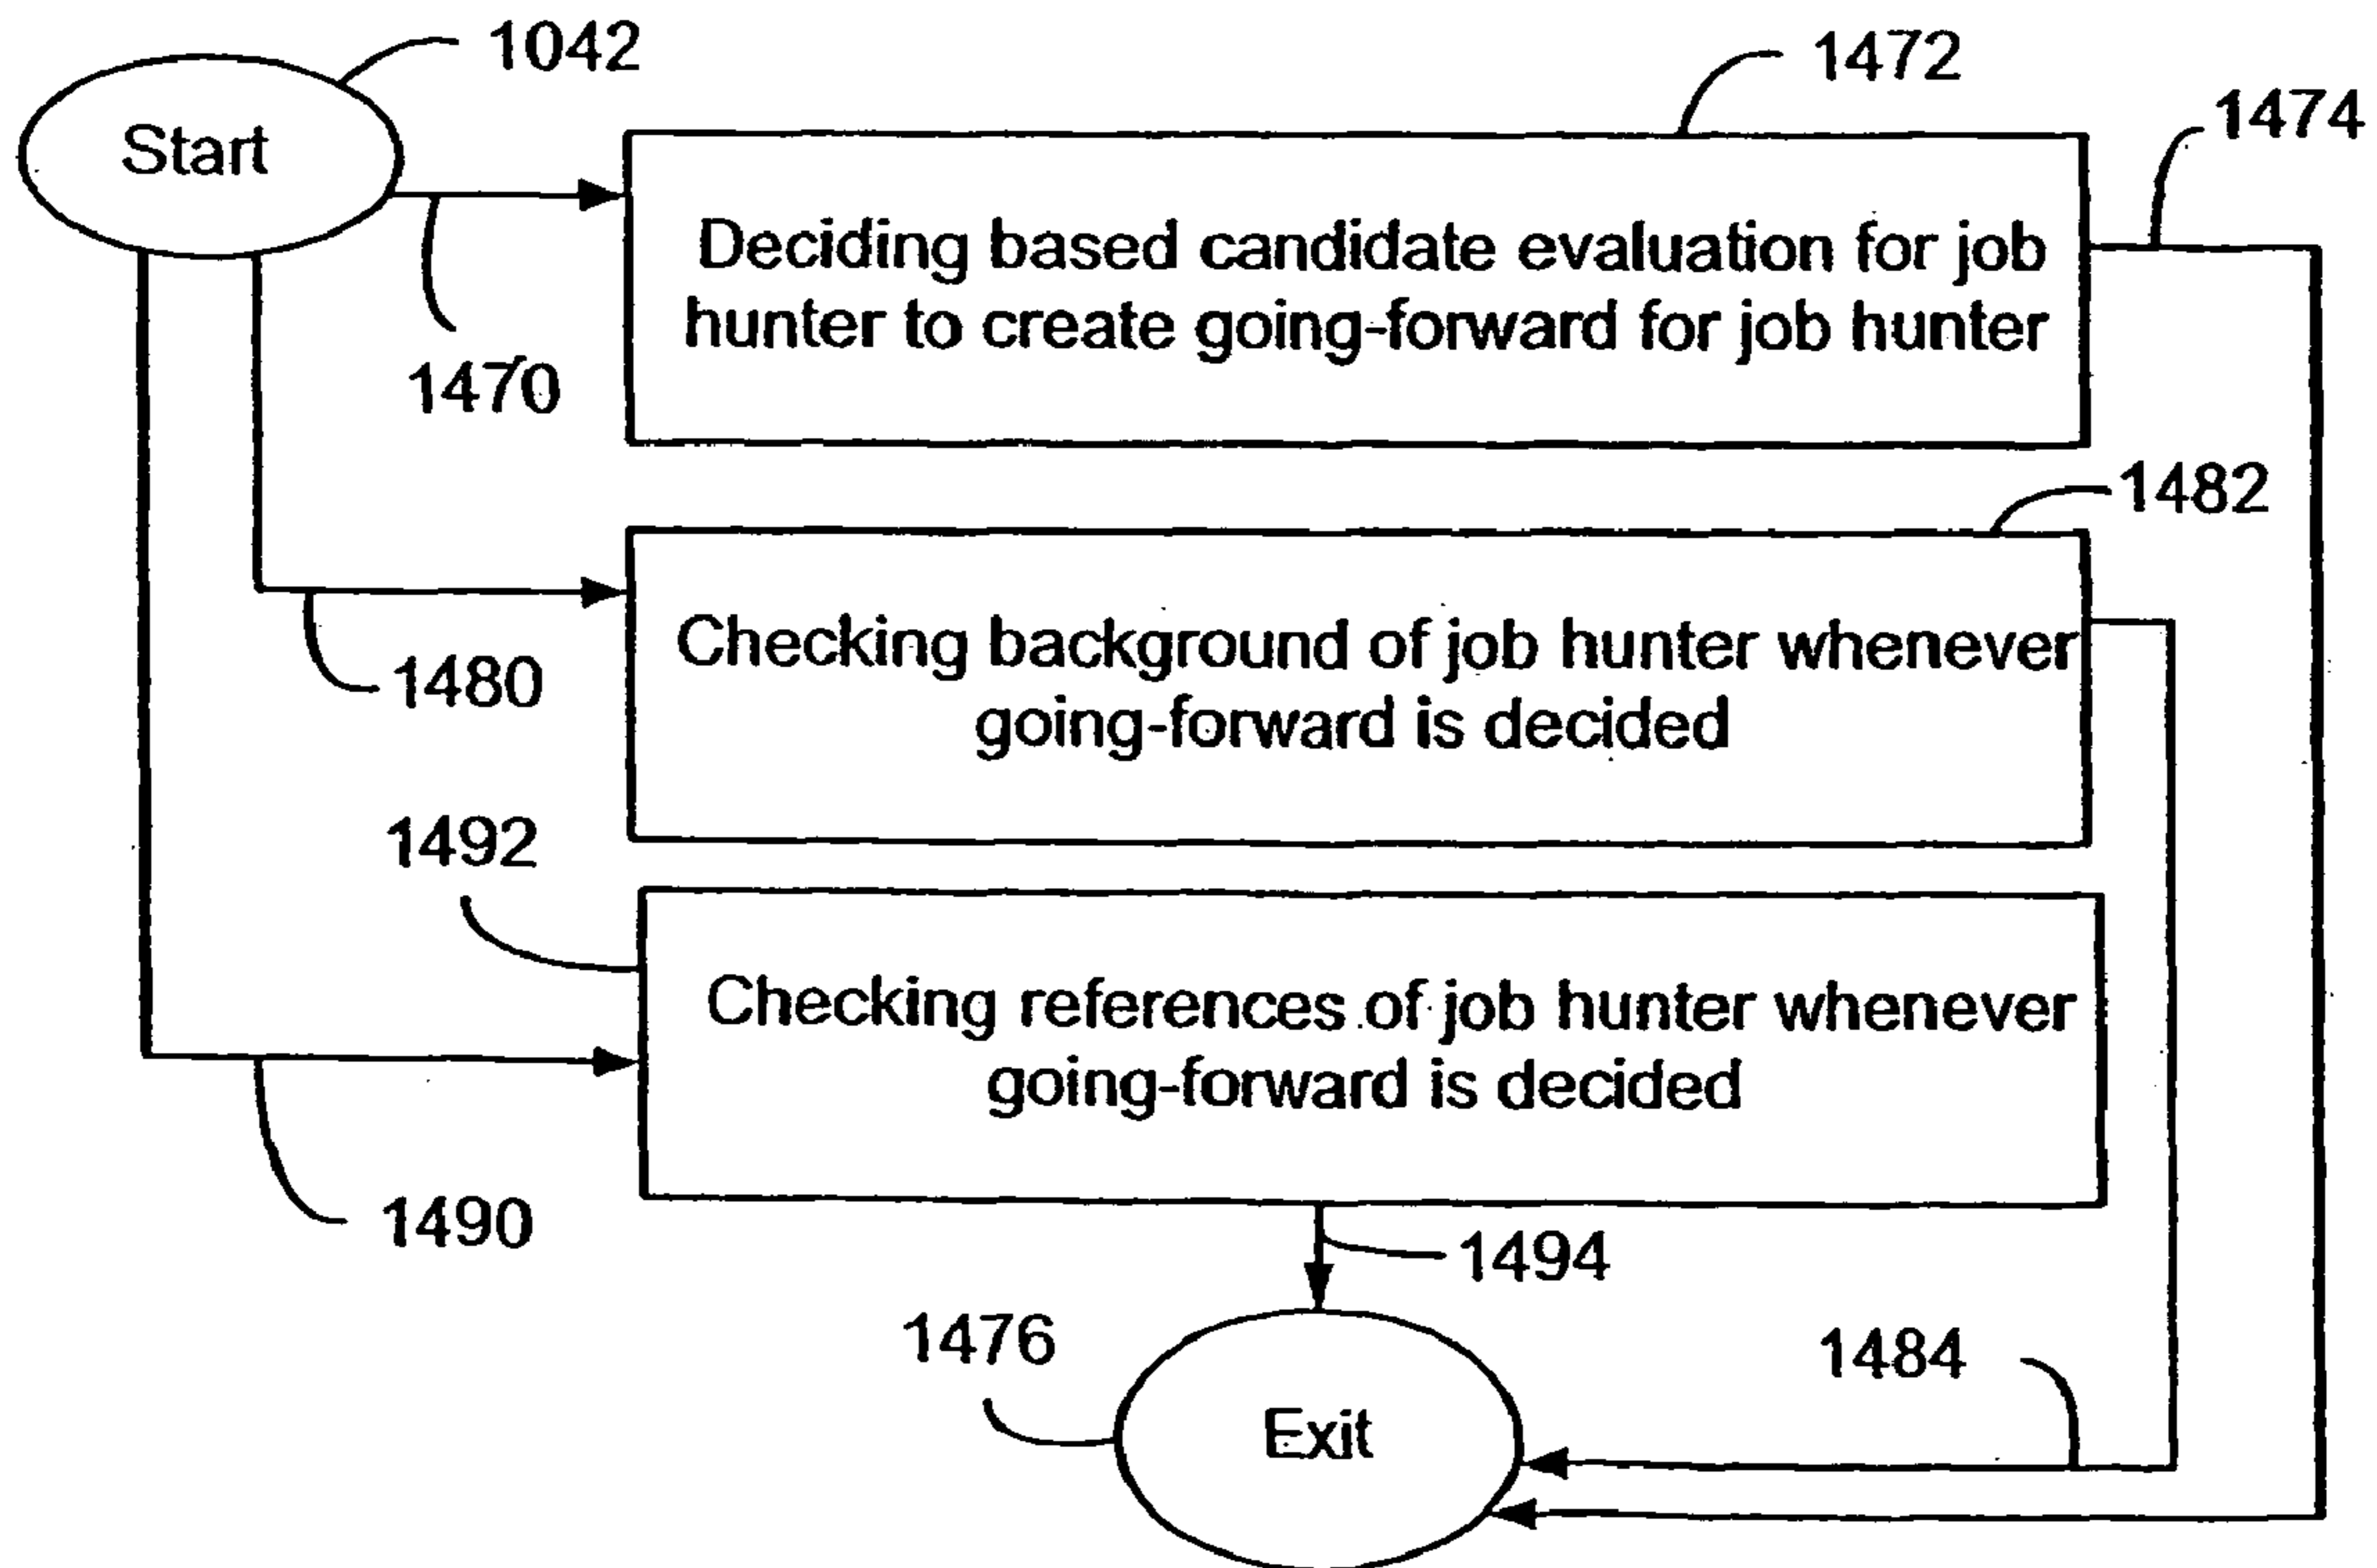 1042
Start
1472
1474
Deciding based candidate evaluation for job
hunter to create going-forward for job hunter
1470
1482
Checking background of job hunter whenever
going-forward is decided
1480
1492
Checking references of job hunter whenever
going-forward is decided
1490
1494
1476
1484
Exit